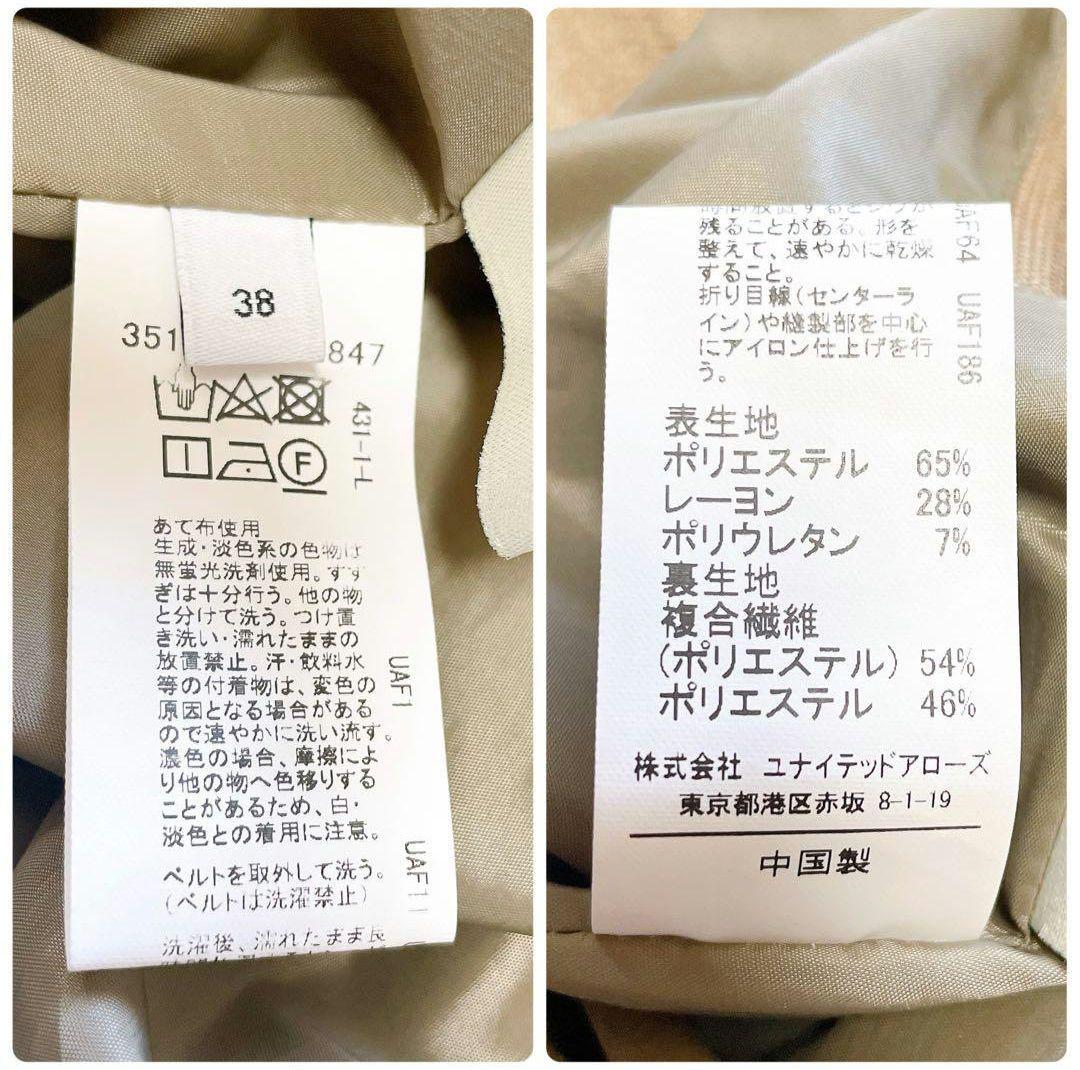 38
351
847
431-1-L
F
あて布使用
生成・淡色系の色物は
無蛍光洗剤使用。すす
ぎは十分行う。他の物
と分けて洗う。つけ置
き洗い・濡れたままの
放置禁止。汗・飲料水
等の付着物は、変色の
原因となる場合がある
ので速やかに洗い流す。
濃色の場合、摩擦によ
り他の物へ色移りする
ことがあるため、白・
淡色との着用に注意。
ベルトを取外して洗う。
(ベルトは洗濯禁止)
洗濯後、濡れたまま長
UAF1
UAF11
時間放置するとシワが
残ることがある。形を
整えて、速やかに乾燥
すること。
折り目線(センターラ
イン)や縫製部を中心
にアイロン仕上げを行
う。
UAF64 UAF186
表生地
ポリエステル 65%
レーヨン 28%
ポリウレタン 7%
裏生地
複合繊維
(ポリエステル) 54%
ポリエステル 46%
株式会社 ユナイテッドアローズ
東京都港区赤坂 8-1-19
中国製